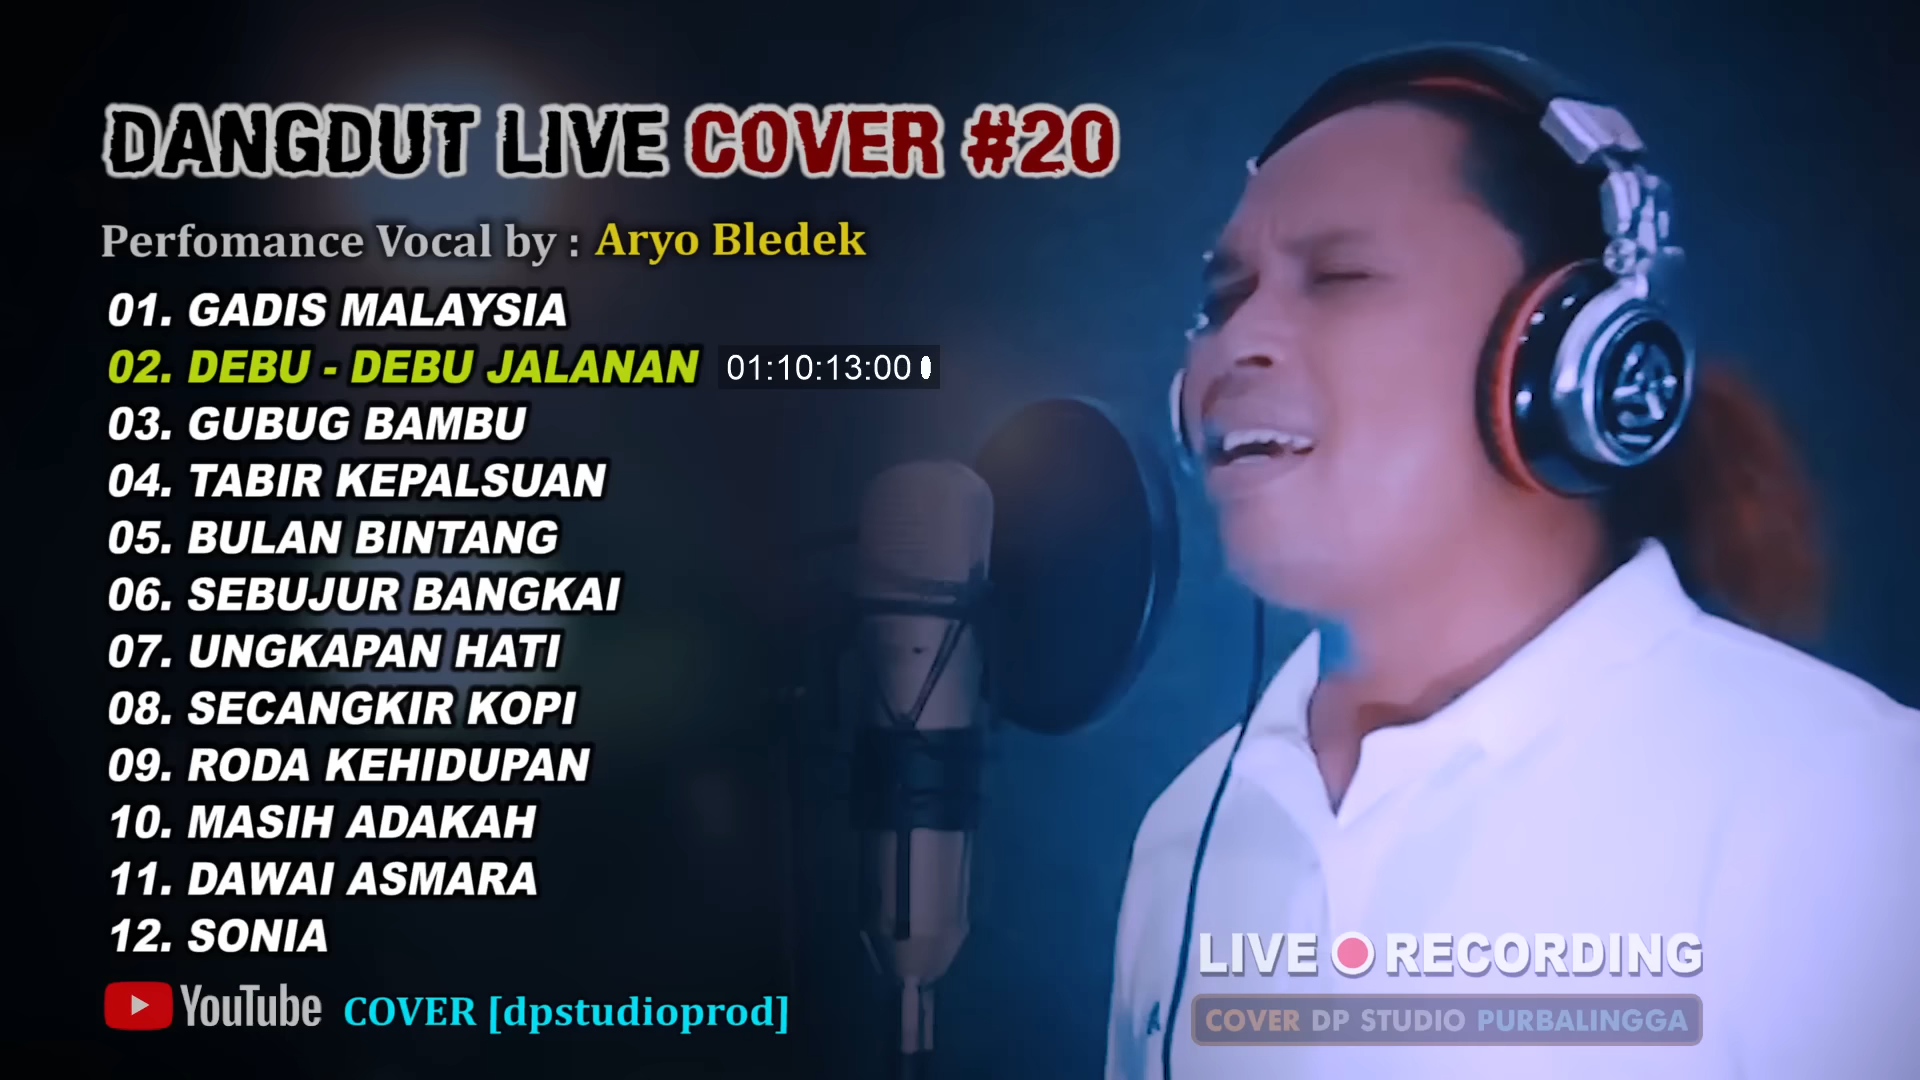 DANGDUT LIVE COVER #20
Perfomance Vocal by : Aryo Bledek
01. GADIS MALAYSIA
02. DEBU - DEBU JALANAN 01:10:13:00
03. GUBUG BAMBU
04. TABIR KEPALSUAN
05. BULAN BINTANG
06. SEBUJUR BANGKAI
07. UNGKAPAN HATI
08. SECANGKIR KOPI
09. RODA KEHIDUPAN
10. MASIH ADAKAH
11. DAWAI ASMARA
12. SONIA
YouTube COVER [dpstudioprod]
LIVE RECORDING
COVER DP STUDIO PURBALINGGA